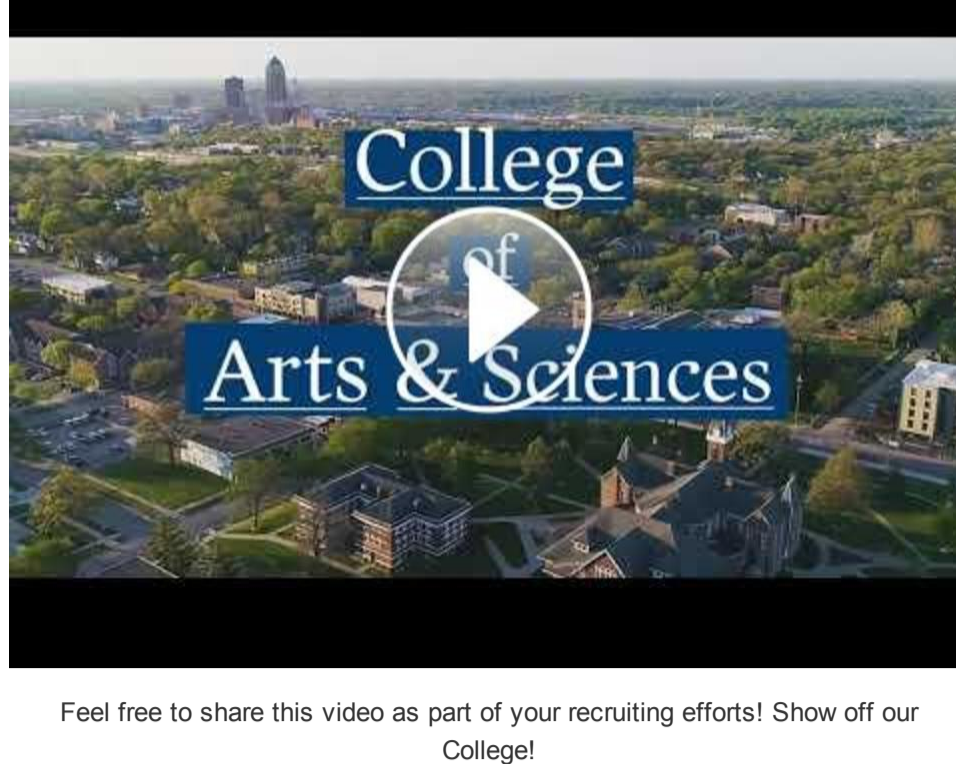 College
of
Arts & Sciences
Feel free to share this video as part of your recruiting efforts! Show off our
College!